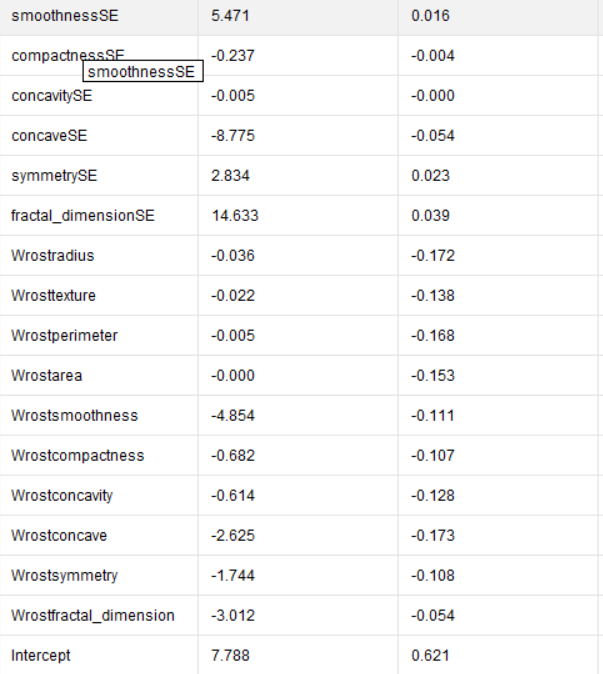 smoothnessSE 5.471 0.016
compactnessSE -0.237 -0.004
smoothnessSE
concavitySE -0.005 -0.000
concaveSE -8.775 -0.054
symmetrySE 2.834 0.023
fractal_dimensionSE 14.633 0.039
Wrostradius -0.036 -0.172
Wrosttexture -0.022 -0.138
Wrostperimeter -0.005 -0.168
Wrostarea -0.000 -0.153
Wrostsmoothness -4.854 -0.111
Wrostcompactness -0.682 -0.107
Wrostconcavity -0.614 -0.128
Wrostconcave -2.625 -0.173
Wrostsymmetry -1.744 -0.108
Wrostfractal_dimension -3.012 -0.054
Intercept 7.788 0.621